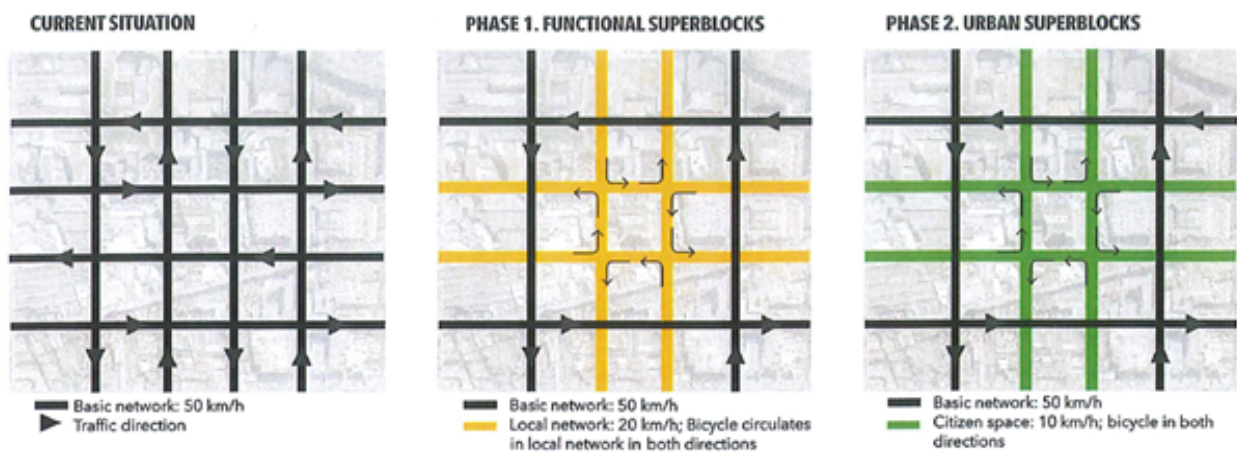 CURRENT SITUATION
Basic network: 50 km/h
Traffic direction
PHASE 1. FUNCTIONAL SUPERBLOCKS
Basic network: 50 km/h
Local network: 20 km/h; Bicycle circulates
in local network in both directions
PHASE 2. URBAN SUPERBLOCKS
Basic network: 50 km/h
Citizen space: 10 km/h; bicycle in both
directions